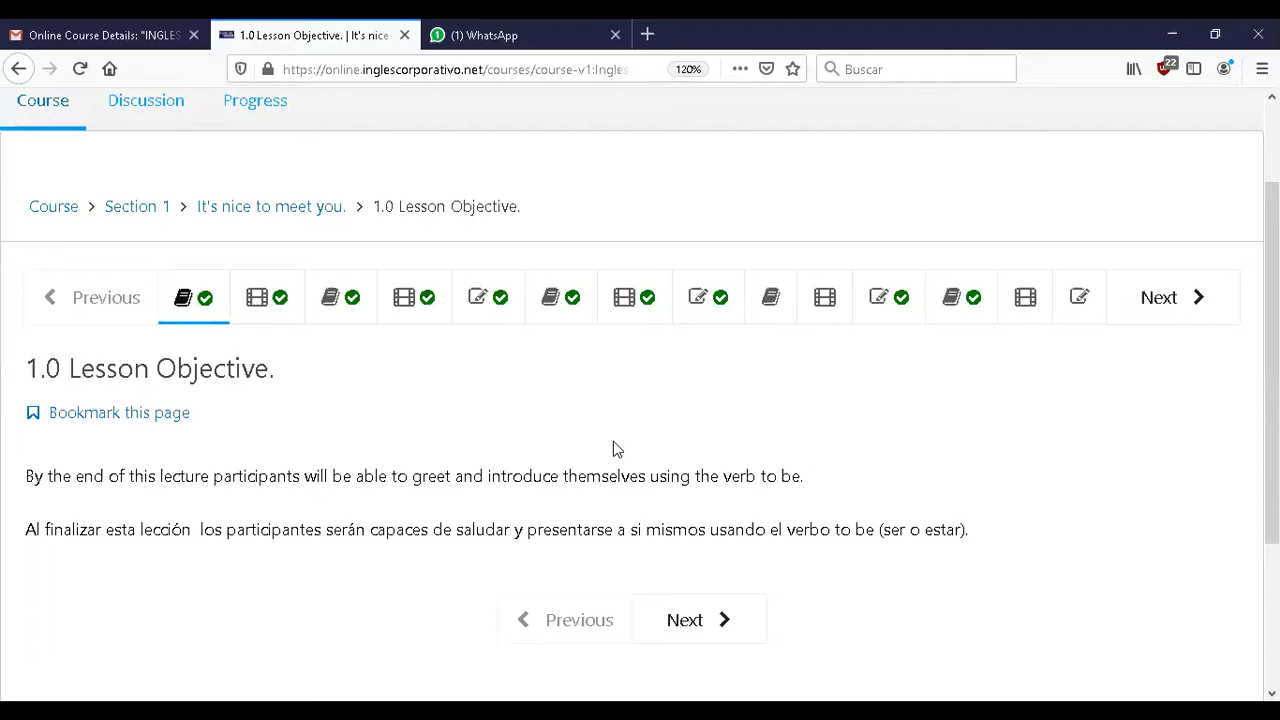 Online Course Details: "INGLES
1.0 Lesson Objective. | It's nice
(1) WhatsApp
https://online.inglescorporativo.net/courses/course-v1:Ingles
120%
Buscar
22
Course Discussion Progress
Course > Section 1 > It's nice to meet you. > 1.0 Lesson Objective.
Previous
Next
1.0 Lesson Objective.
Bookmark this page
By the end of this lecture participants will be able to greet and introduce themselves using the verb to be.
Al finalizar esta lección los participantes serán capaces de saludar y presentarse a si mismos usando el verbo to be (ser o estar).
Previous Next